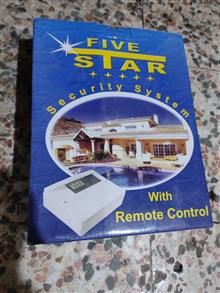 FIVE
STAR
Security System
With
Remote Control